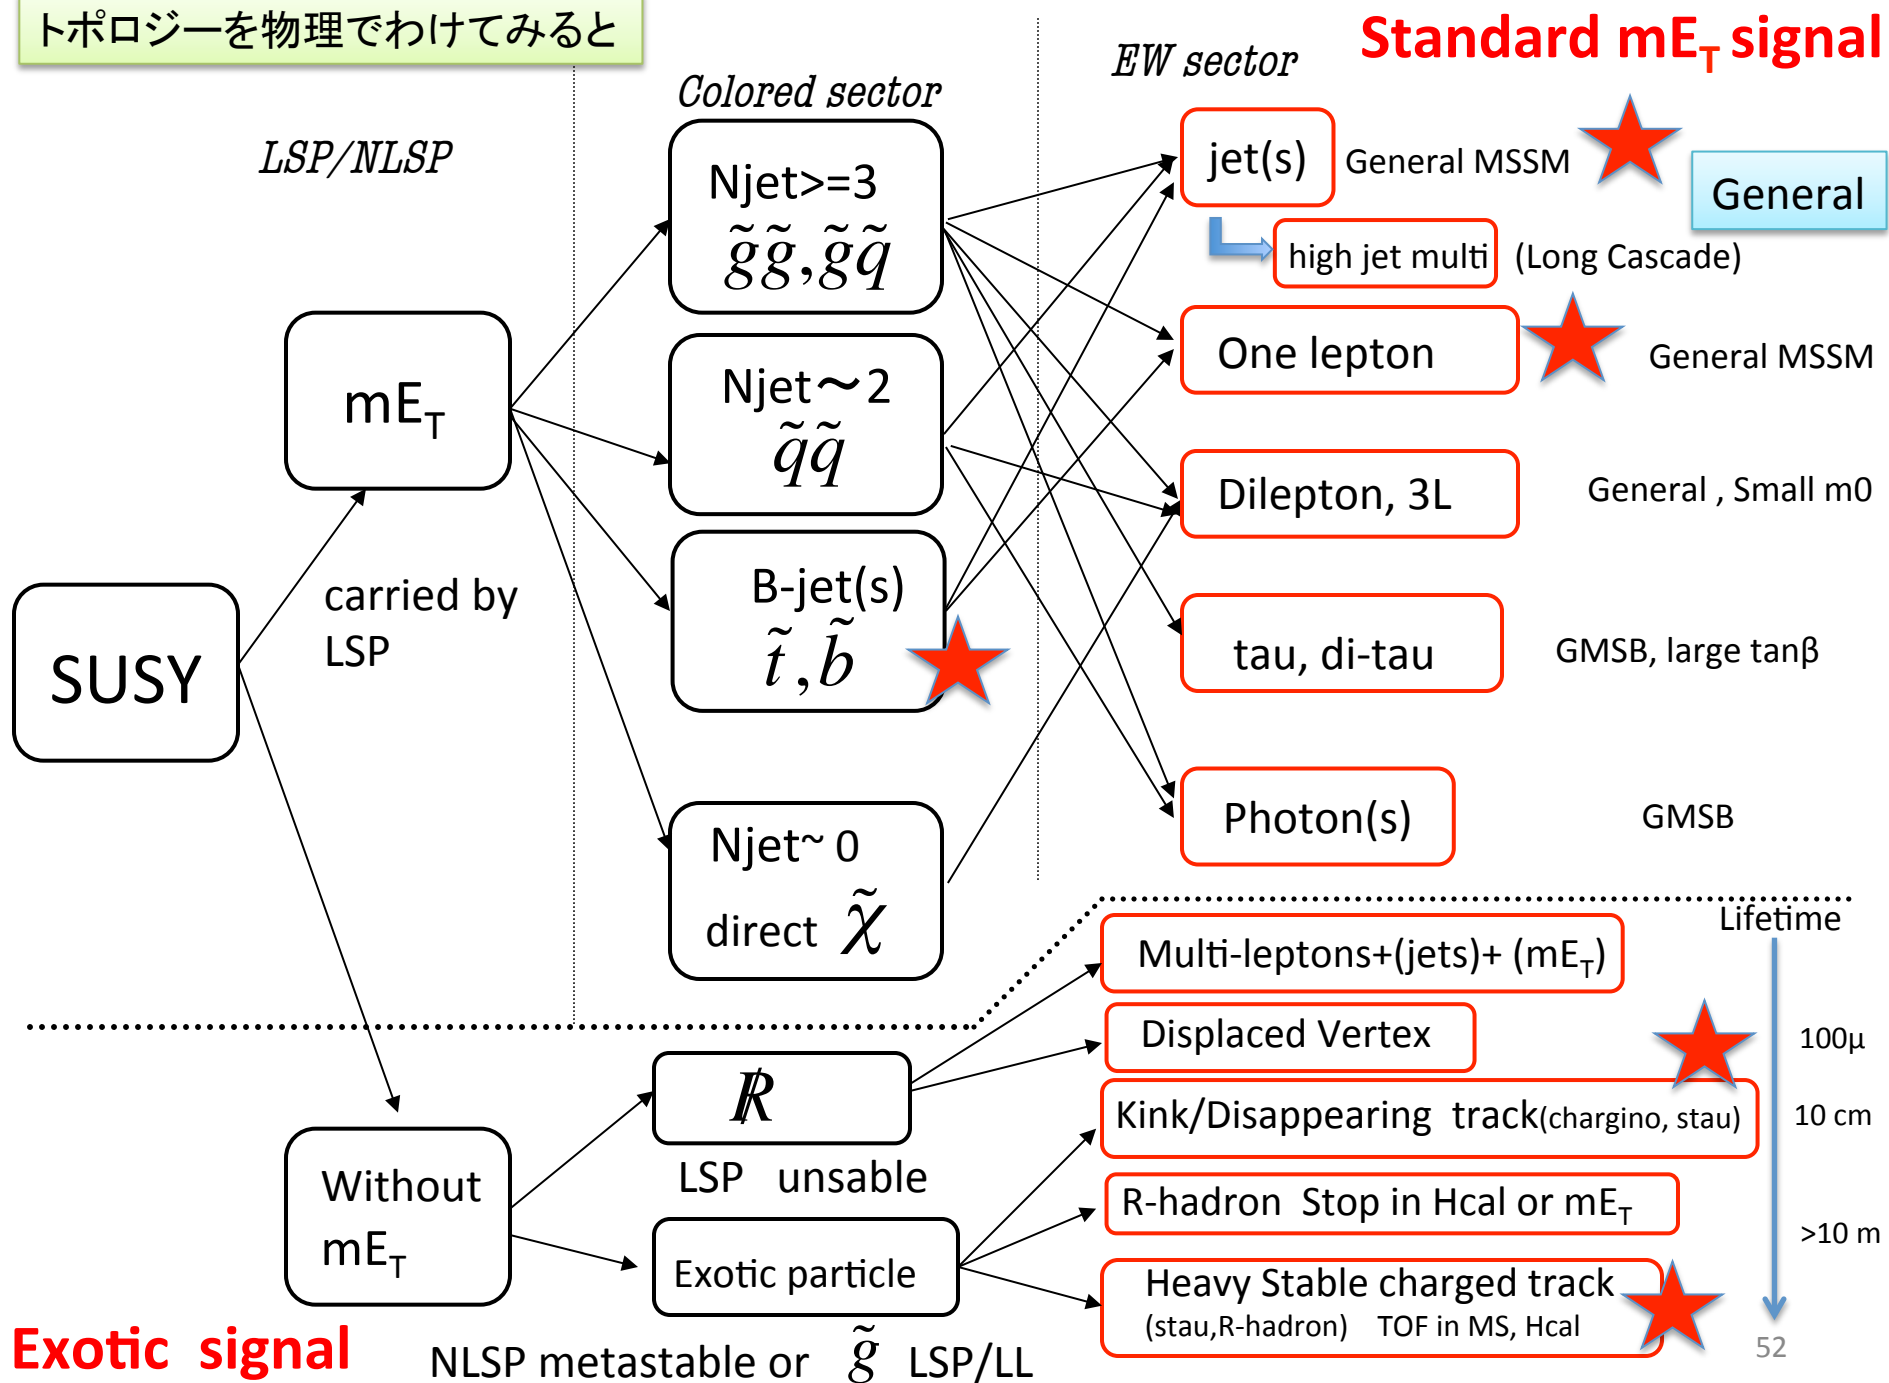 トポロジーを物理でわけてみると
Standard mET signal
LSP/NLSP
Colored sector
EW sector
General
SUSY
mET
carried by
LSP
Njet>=3
g̃g̃,g̃q̃
Njet～2
q̃q̃
B-jet(s)
t̃,b̃
Njet~ 0
direct χ̃
jet(s)
General MSSM
high jet multi
(Long Cascade)
One lepton
General MSSM
Dilepton, 3L
General , Small m0
tau, di-tau
GMSB, large tanβ
Photon(s)
GMSB
Without
mET
R̸
LSP unsable
Exotic particle
NLSP metastable or g̃ LSP/LL
Exotic signal
Multi-leptons+(jets)+ (mET)
Displaced Vertex
Kink/Disappearing track(chargino, stau)
R-hadron Stop in Hcal or mET
Heavy Stable charged track
(stau,R-hadron) TOF in MS, Hcal
Lifetime
100μ
10 cm
>10 m
52